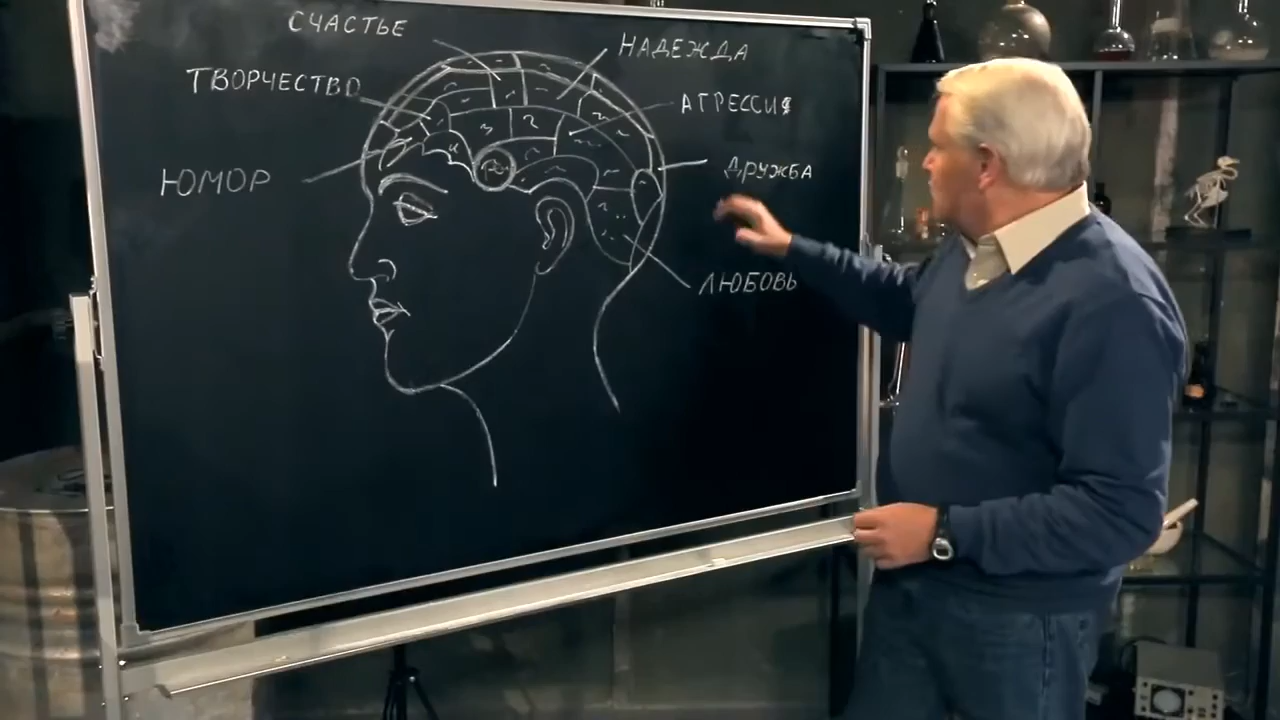 СЧАСТЬЕ
НАДЕЖДА
ТВОРЧЕСТВО
АГРЕССИЯ
ЮМОР
ДРУЖБА
ЛЮБОВЬ